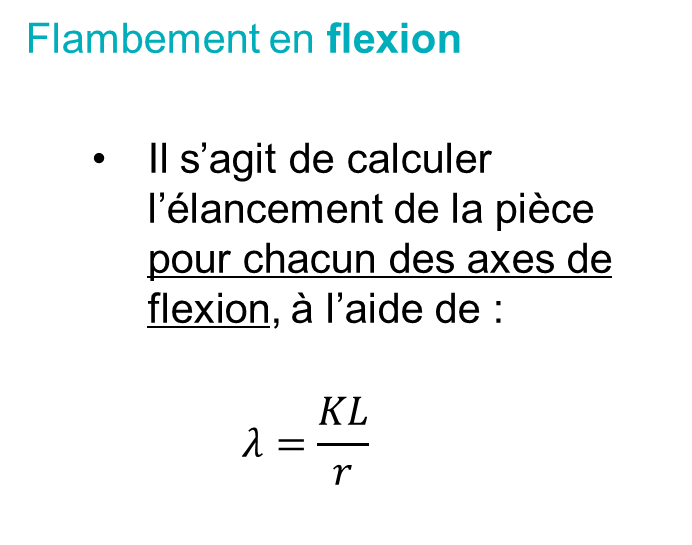 Flambement en flexion
• Il s’agit de calculer
l’élancement de la pièce
pour chacun des axes de
flexion, à l’aide de :
λ = KL / r